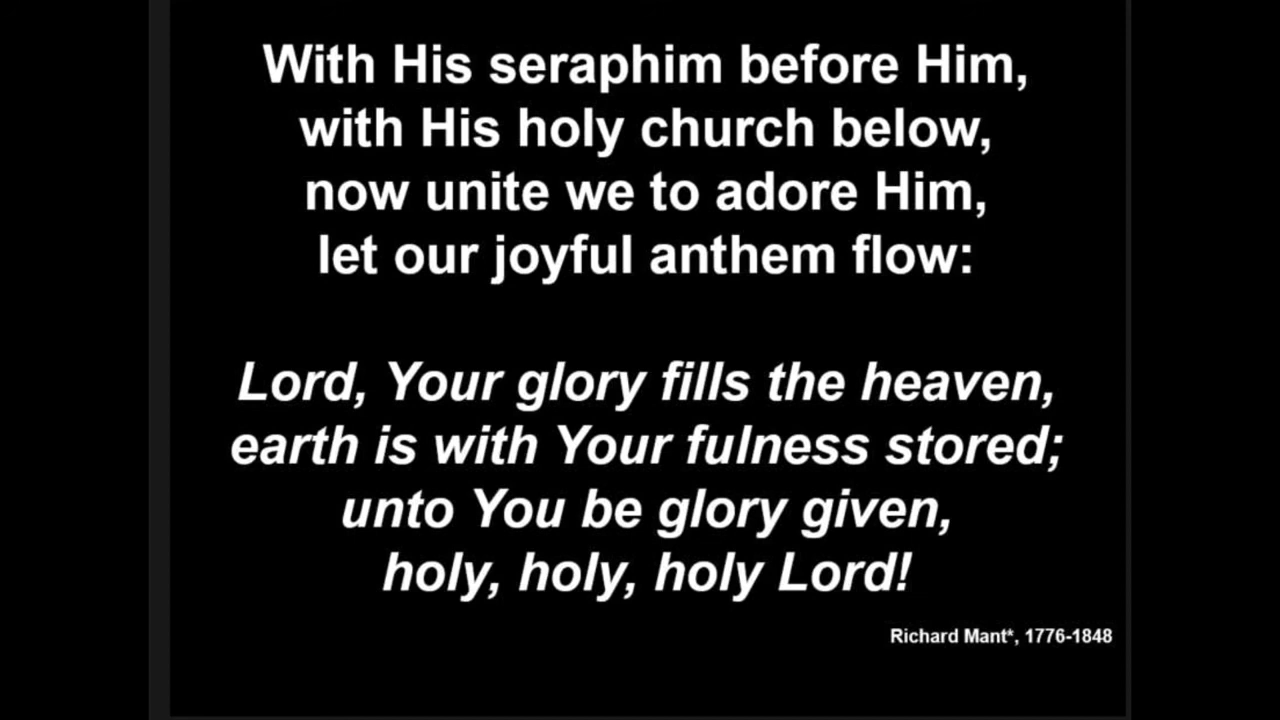 With His seraphim before Him,
with His holy church below,
now unite we to adore Him,
let our joyful anthem flow:
Lord, Your glory fills the heaven,
earth is with Your fulness stored;
unto You be glory given,
holy, holy, holy Lord!
Richard Mant*, 1776-1848